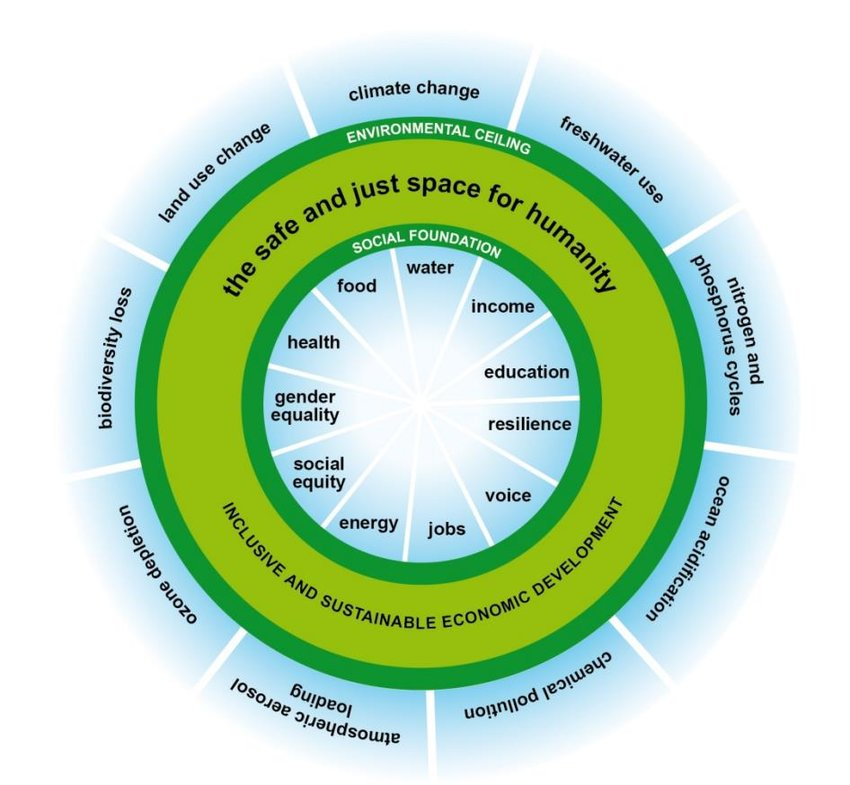 climate change
freshwater use
nitrogen and
phosphorus cycles
ocean acidification
chemical pollution
atmospheric aerosol
loading
ozone depletion
biodiversity loss
land use change
ENVIRONMENTAL CEILING
the safe and just space for humanity
SOCIAL FOUNDATION
water
income
education
resilience
voice
jobs
energy
social
equity
gender
equality
health
food
INCLUSIVE AND SUSTAINABLE ECONOMIC DEVELOPMENT